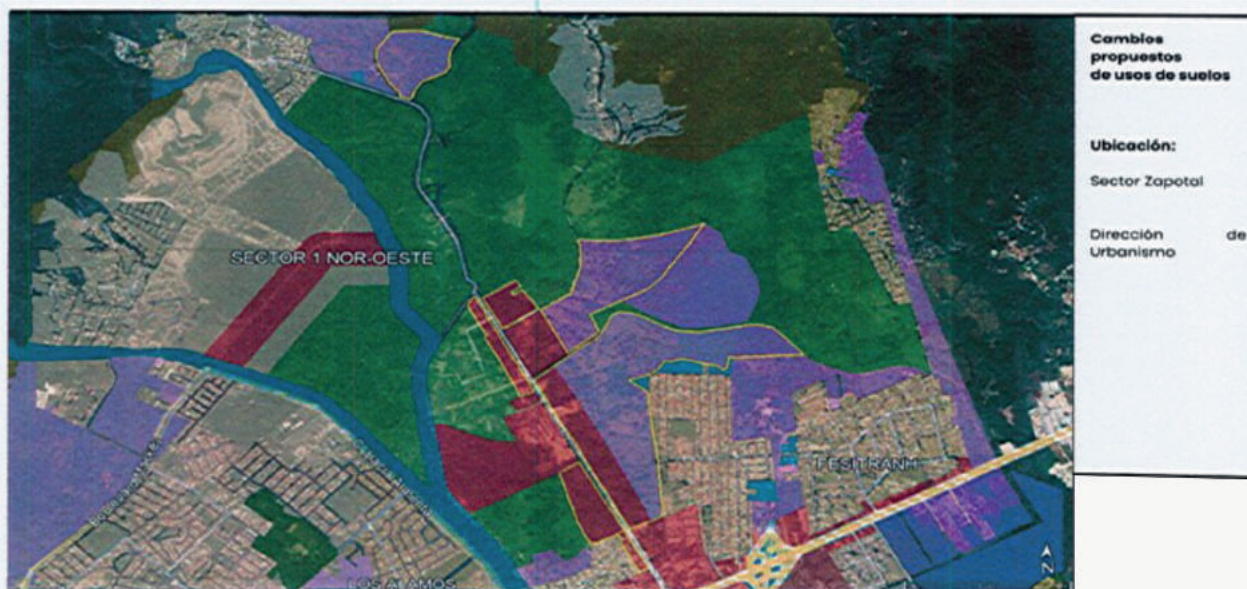 Cambios
propuestos
de usos de suelos
Ubicación:
Sector Zapotal
Dirección de
Urbanismo
SECTOR 1 NOR-OESTE
FESITRANH
LOS ALAMOS
N